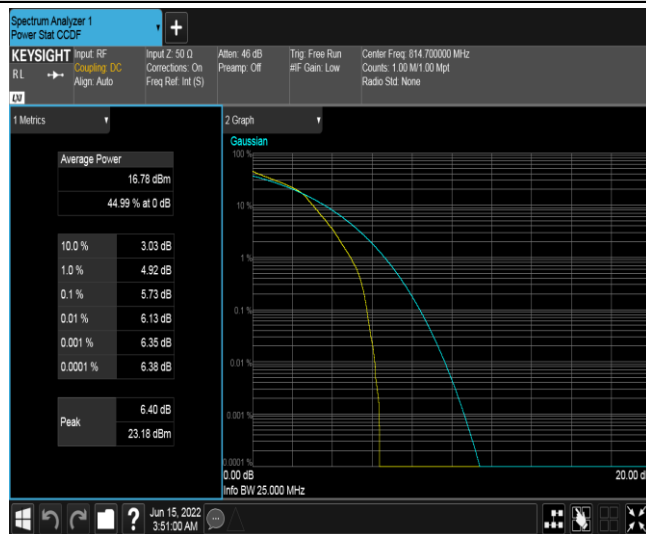 Spectrum Analyzer 1
Power Stat CCDF
+
KEYSIGHT
RL
LXI
Input: RF
Coupling: DC
Align: Auto
Input Z: 50 Ω
Corrections: On
Freq Ref: Int (S)
Atten: 46 dB
Preamp: Off
Trig: Free Run
#IF Gain: Low
Center Freq: 814.700000 MHz
Counts: 1.00 M/1.00 Mpt
Radio Std: None
1 Metrics
Average Power
16.78 dBm
44.99 % at 0 dB
10.0 % 3.03 dB
1.0 % 4.92 dB
0.1 % 5.73 dB
0.01 % 6.13 dB
0.001 % 6.35 dB
0.0001 % 6.38 dB
Peak 6.40 dB
23.18 dBm
2 Graph
Gaussian
100 %
10 %
1 %
0.1 %
0.01 %
0.001 %
0.0001 %
0.00 dB
20.00 d
Info BW 25.000 MHz
?
Jun 15, 2022
3:51:00 AM